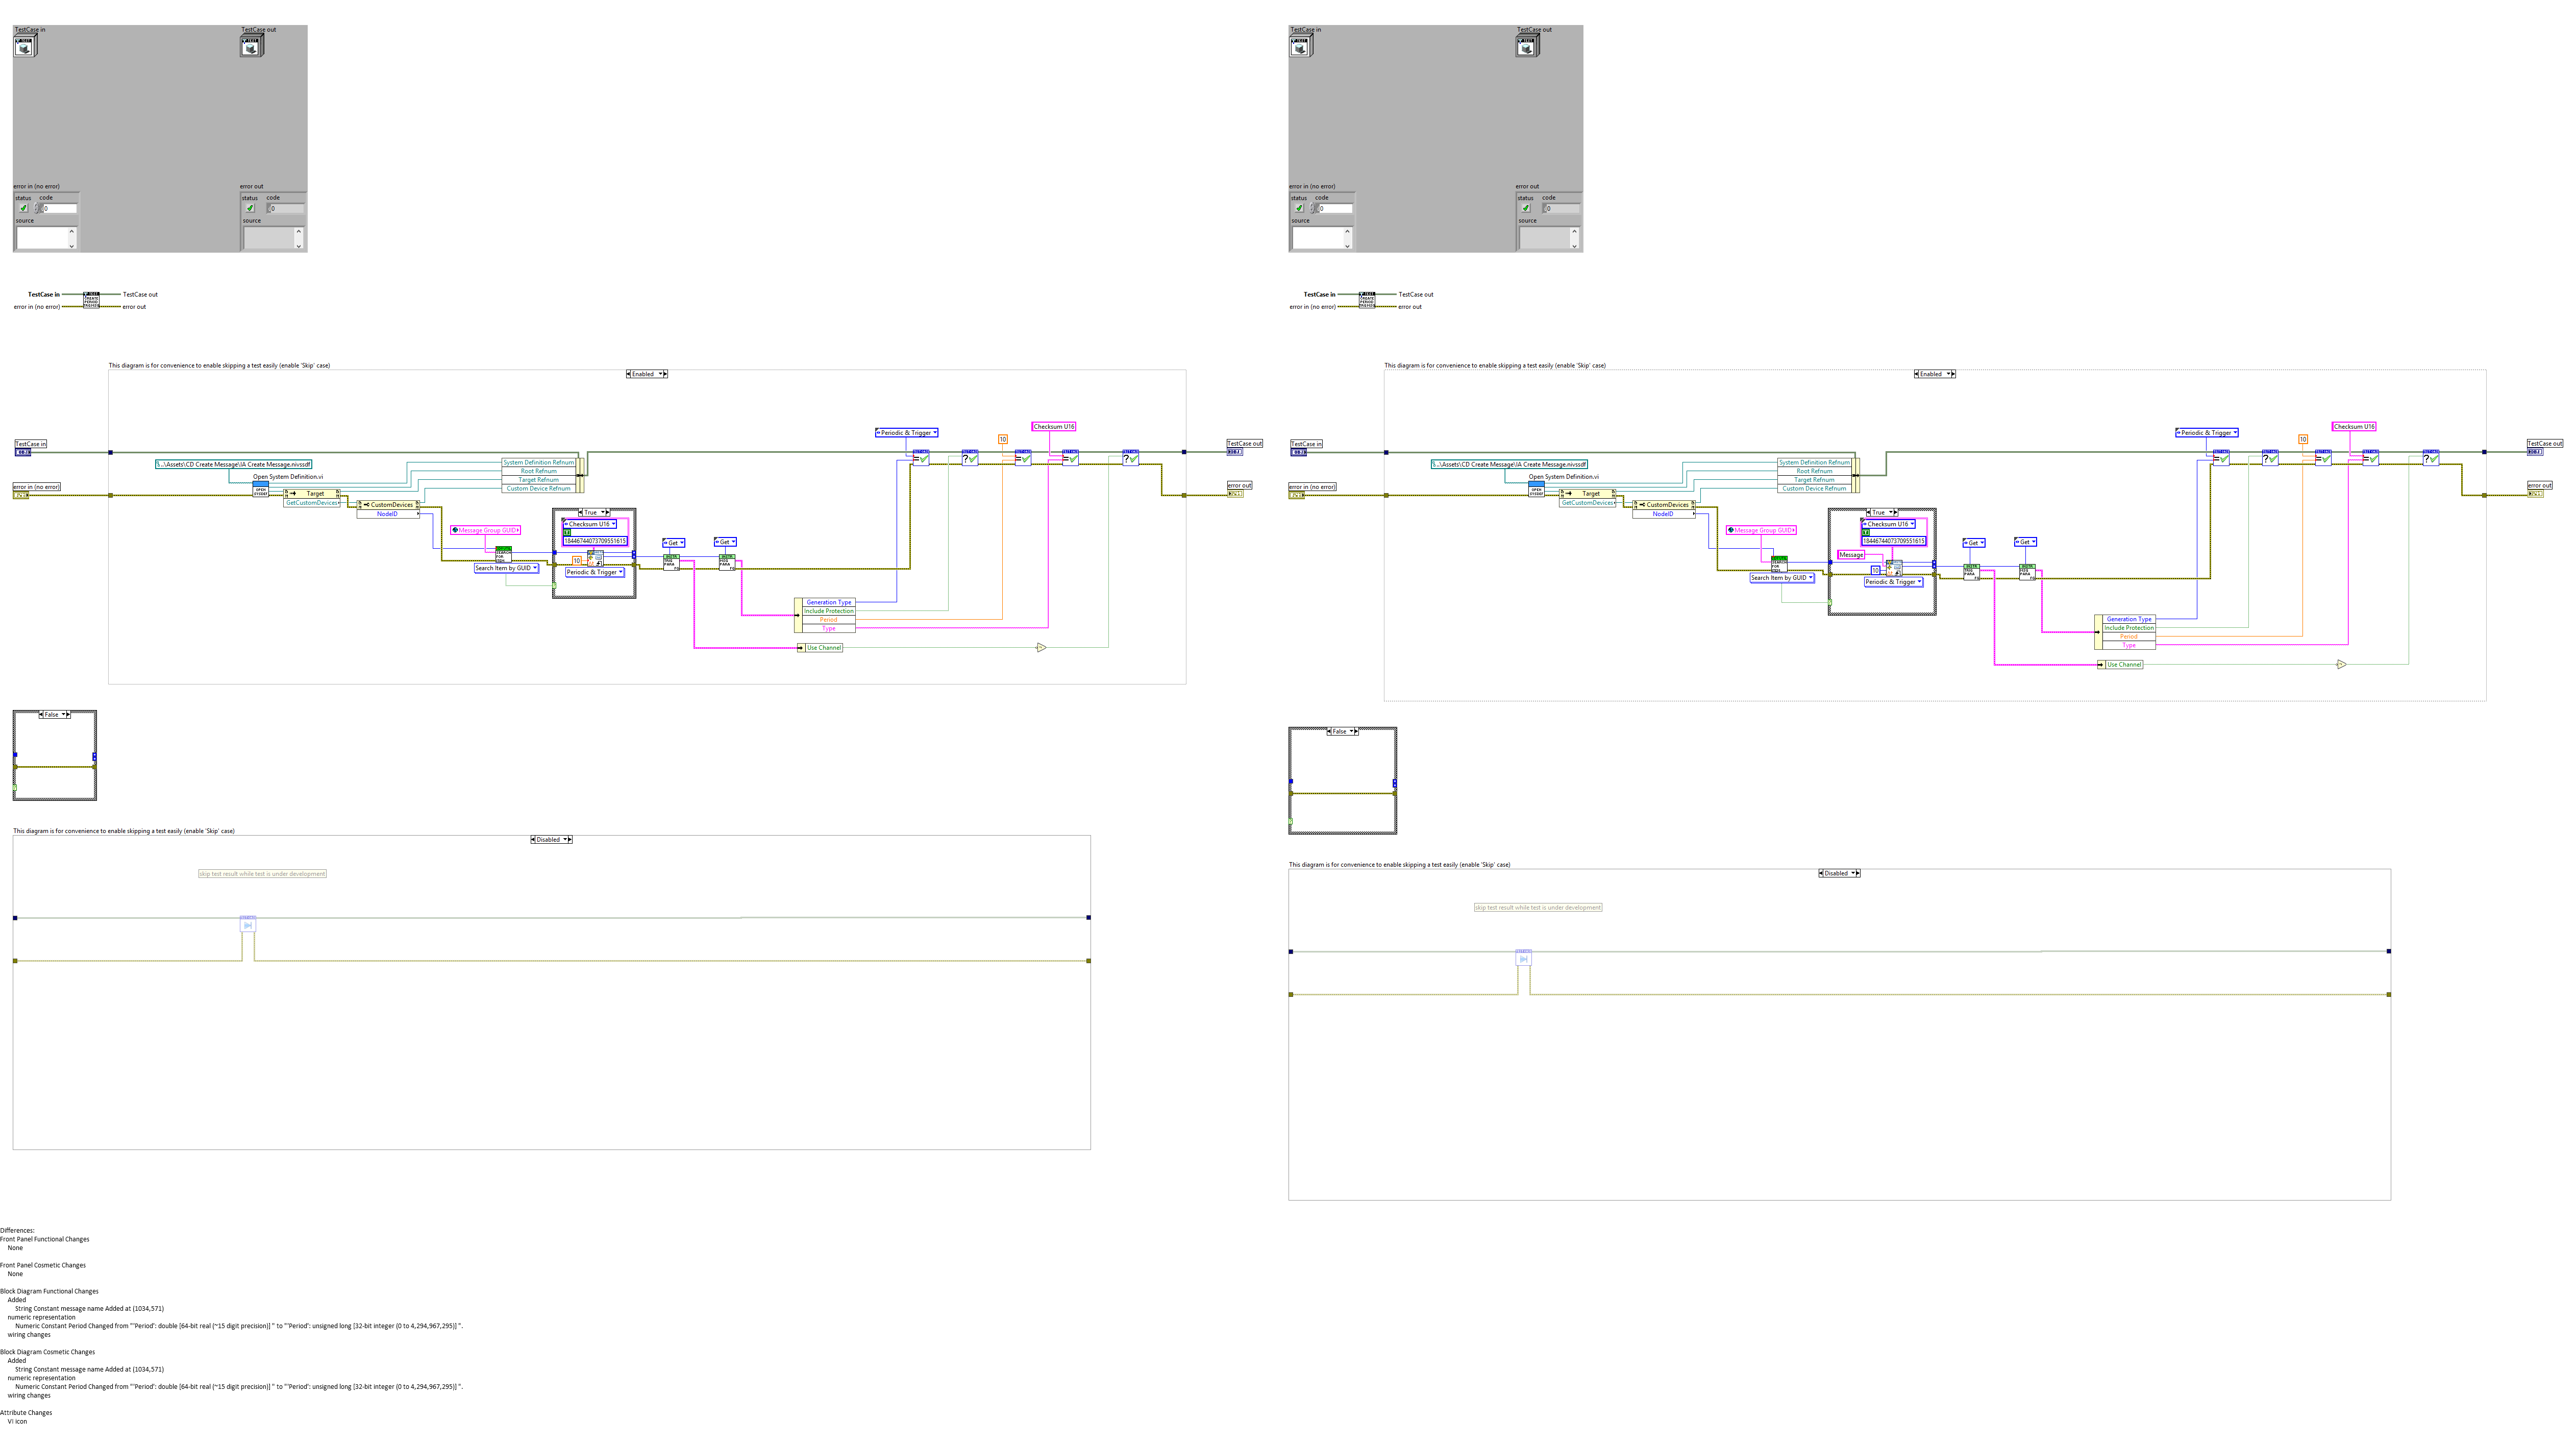 TestCase in
TestCase out
error in (no error)
error out
status code
0
status code
0
source
source
TestCase in
TestCase out
error in (no error)
error out
This diagram is for convenience to enable skipping a test easily (enable 'Skip' case)
Enabled
Periodic & Trigger
10
Checksum U16
TestCase in
TestCase out
..\Assets\CD Create Message\IA Create Message.nivssdf
System Definition Refnum
Root Refnum
Target Refnum
Custom Device Refnum
Open System Definition.vi
error in (no error)
error out
Target
GetCustomDevices
CustomDevices
NodeID
True
Checksum U16
Message Group GUID
18446744073709551615
Get
Get
10
Search Item by GUID
Periodic & Trigger
Generation Type
Include Protection
Period
Type
Use Channel
False
This diagram is for convenience to enable skipping a test easily (enable 'Skip' case)
Disabled
skip test result while test is under development
TestCase in
TestCase out
error in (no error)
error out
status code
0
status code
0
source
source
TestCase in
TestCase out
error in (no error)
error out
This diagram is for convenience to enable skipping a test easily (enable 'Skip' case)
Enabled
Periodic & Trigger
10
Checksum U16
TestCase in
TestCase out
..\Assets\CD Create Message\IA Create Message.nivssdf
System Definition Refnum
Root Refnum
Target Refnum
Custom Device Refnum
Open System Definition.vi
error in (no error)
error out
Target
GetCustomDevices
CustomDevices
NodeID
True
Checksum U16
Message Group GUID
18446744073709551615
Get
Get
Message
10
Search Item by GUID
Periodic & Trigger
Generation Type
Include Protection
Period
Type
Use Channel
False
This diagram is for convenience to enable skipping a test easily (enable 'Skip' case)
Disabled
skip test result while test is under development
Differences:
Front Panel Functional Changes
None
Front Panel Cosmetic Changes
None
Block Diagram Functional Changes
Added
String Constant message name Added at (1034,571)
numeric representation
Numeric Constant Period Changed from "'Period': double [64-bit real (~15 digit precision)] " to "'Period': unsigned long [32-bit integer (0 to 4,294,967,295)] ".
wiring changes
Block Diagram Cosmetic Changes
Added
String Constant message name Added at (1034,571)
numeric representation
Numeric Constant Period Changed from "'Period': double [64-bit real (~15 digit precision)] " to "'Period': unsigned long [32-bit integer (0 to 4,294,967,295)] ".
wiring changes
Attribute Changes
VI icon